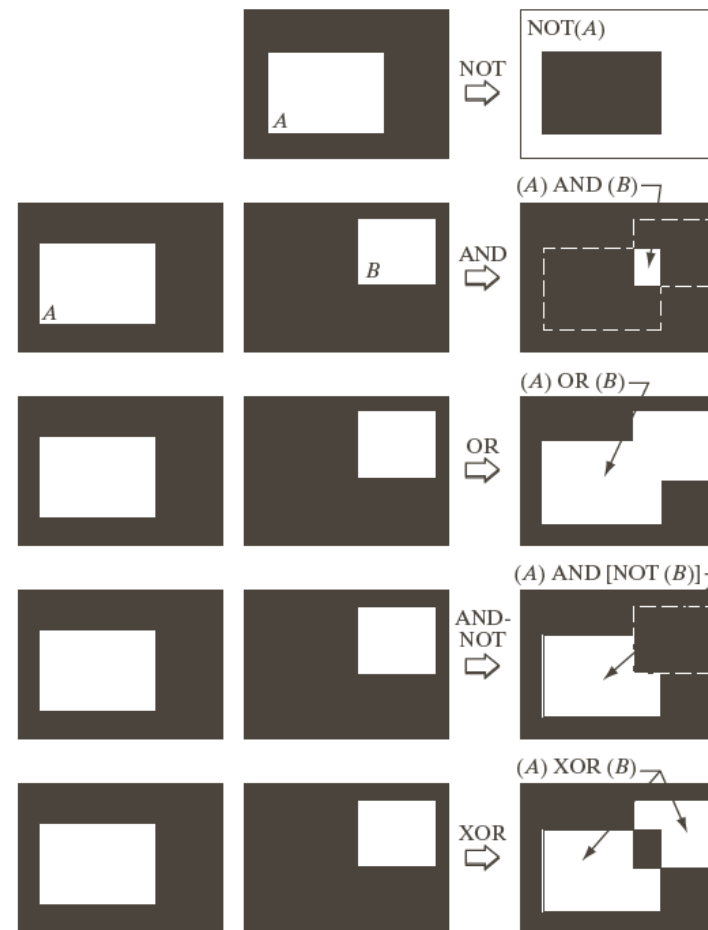 NOT(A)
NOT
A
(A) AND (B)
AND
A
B
(A) OR (B)
OR
(A) AND [NOT (B)]
AND-
NOT
(A) XOR (B)
XOR